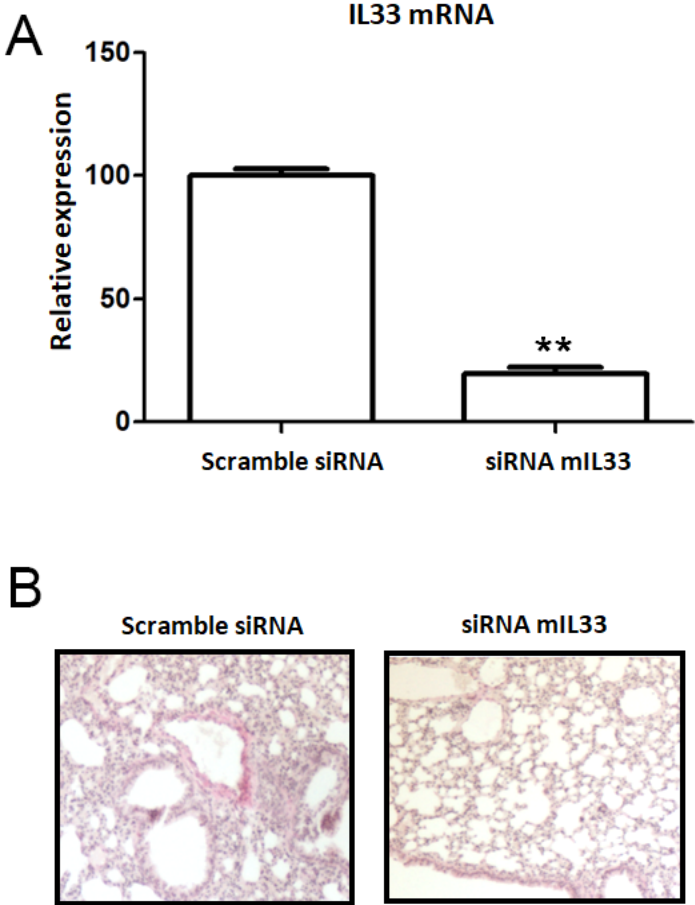 A
IL33 mRNA
Relative expression
150
100
50
0
**
Scramble siRNA siRNA mIL33
B
Scramble siRNA siRNA mIL33